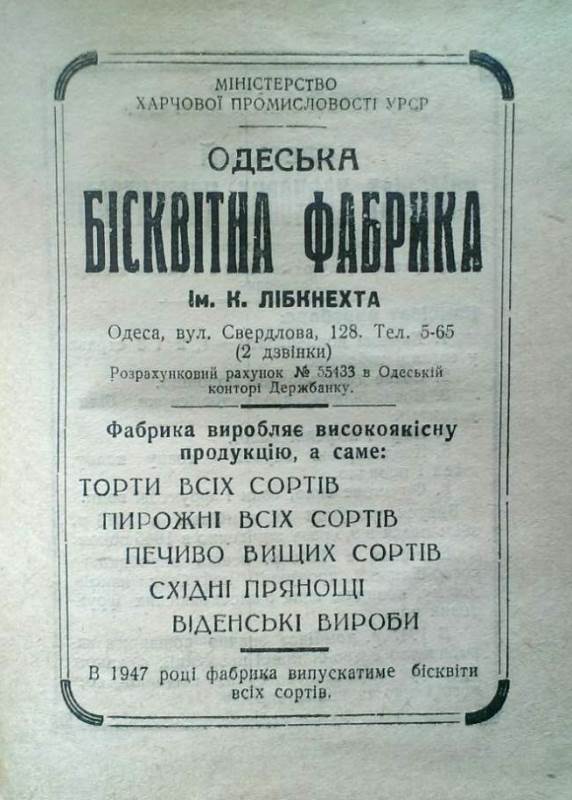 МІНІСТЕРСТВО
ХАРЧОВОЇ ПРОМИСЛОВОСТІ УРСР
ОДЕСЬКА
БІСКВІТНА ФАБРИКА
Ім. К. ЛІБКНЕХТА
Одеса, вул. Свердлова, 128. Тел. 5-65
(2 дзвінки)
Розрахунковий рахунок № 55433 в Одеській
конторі Держбанку.
Фабрика виробляє високоякісну
продукцію, а саме:
ТОРТИ ВСІХ СОРТІВ
ПИРОЖНІ ВСІХ СОРТІВ
ПЕЧИВО ВИЩИХ СОРТІВ
СХІДНІ ПРЯНОЩІ
ВІДЕНСЬКІ ВИРОБИ
В 1947 році фабрика випускатиме бісквіти
всіх сортів.